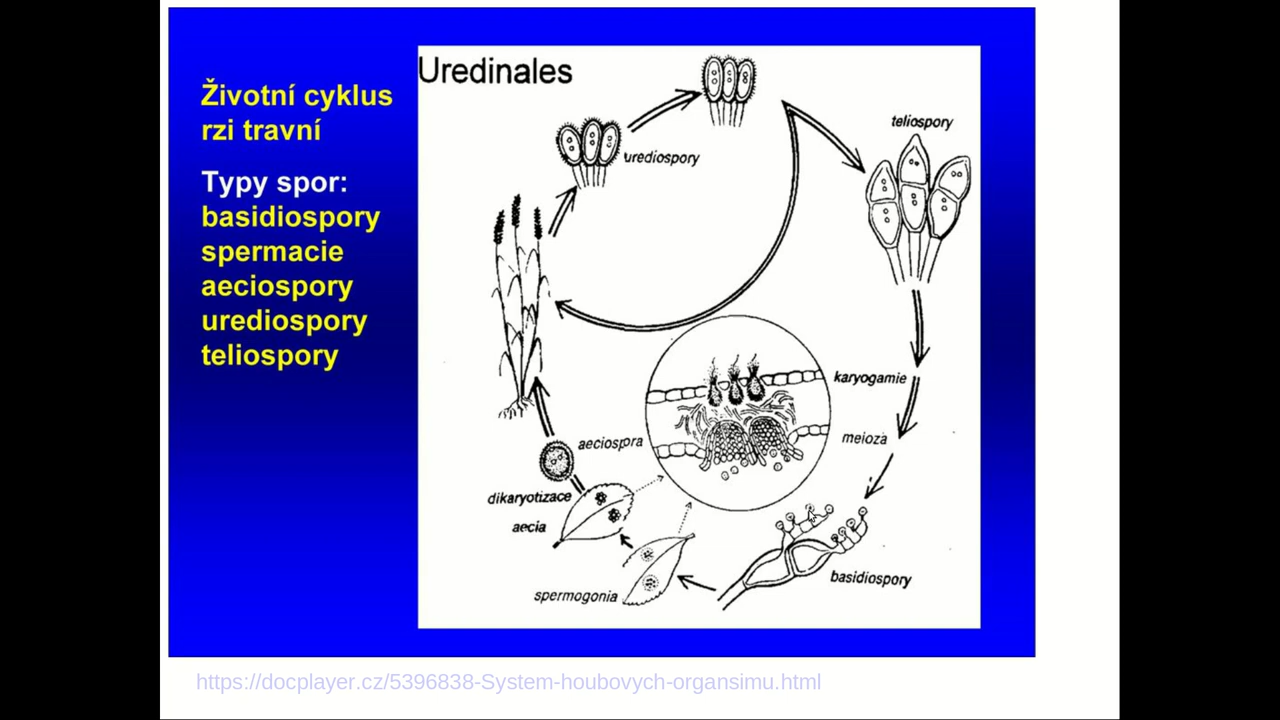 Uredinales
Životní cyklus
rzi travní
Typy spor:
basidiospory
spermacie
aeciospory
urediospory
teliospory
teliospory
urediospory
karyogamie
meioza
aeciospra
dikaryotizace
aecia
basidiospory
spermogonia
https://docplayer.cz/5396838-System-houbovych-organsimu.html